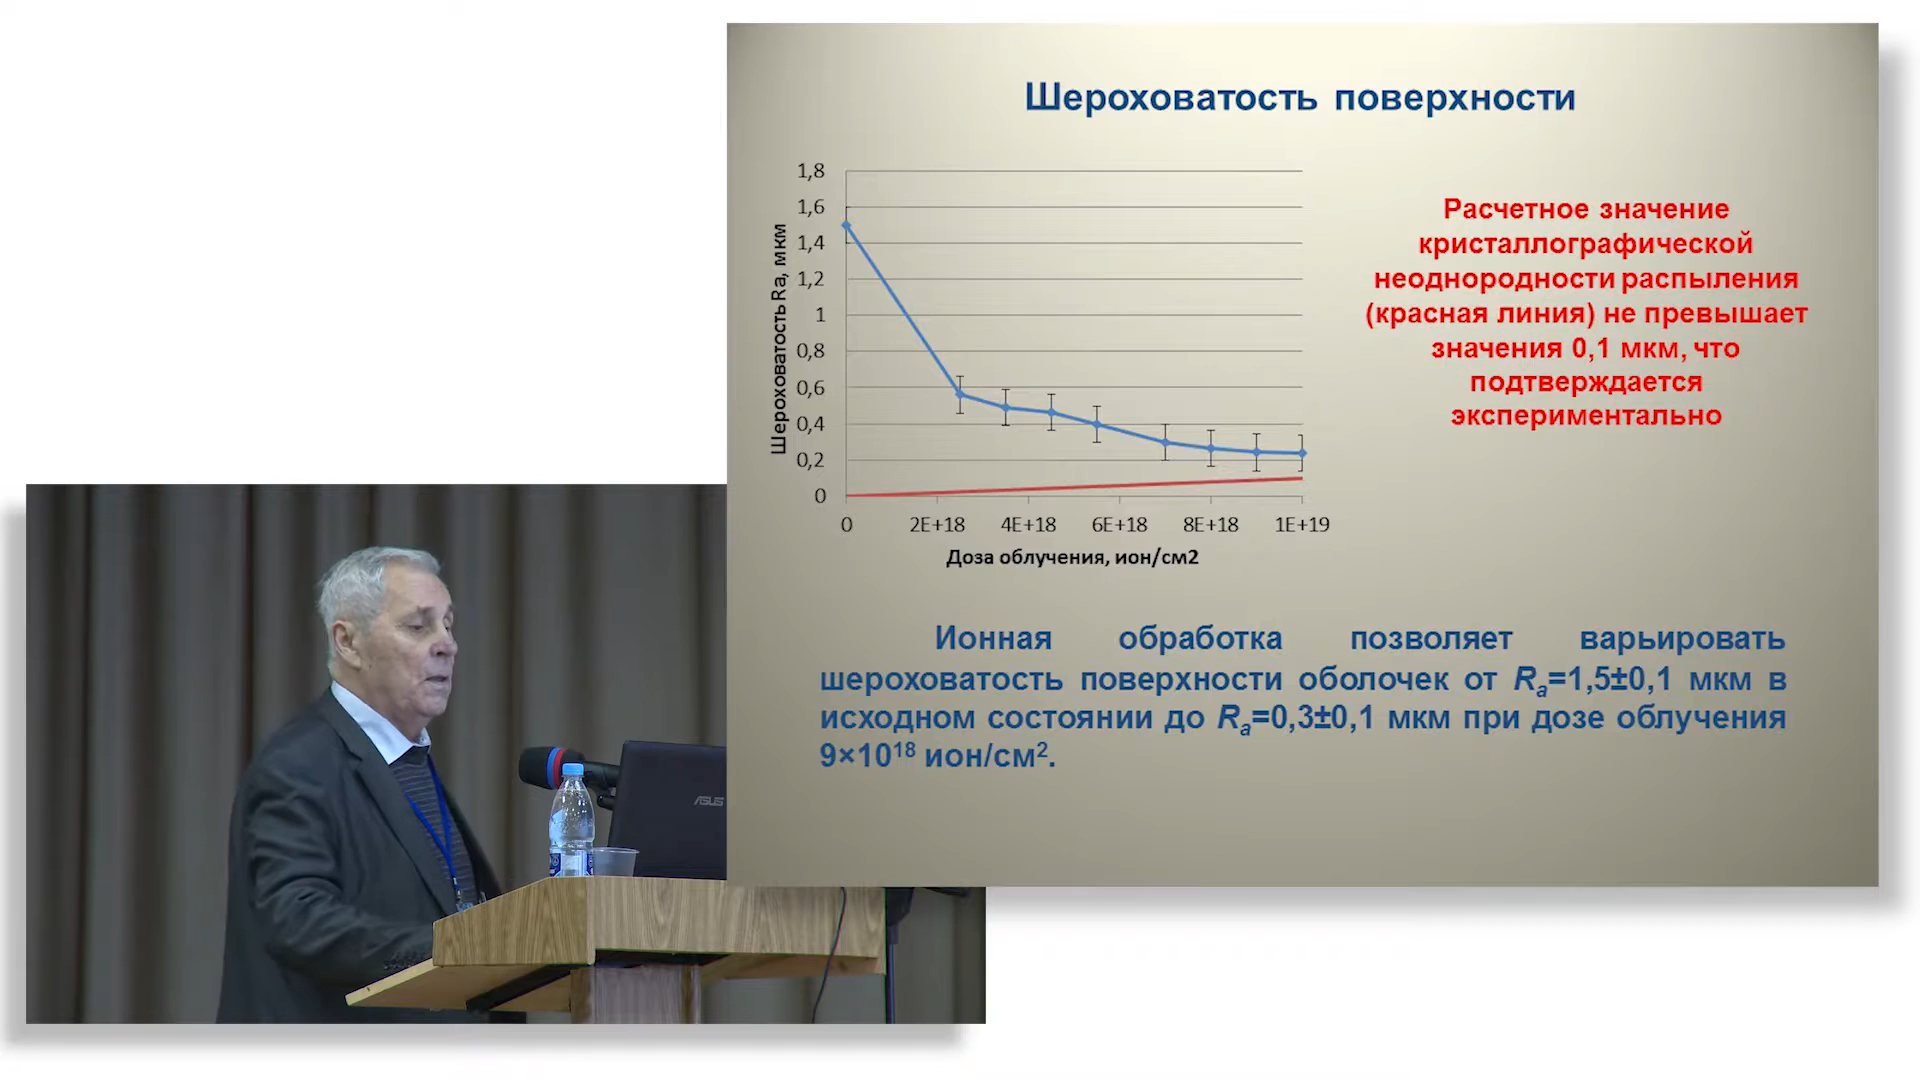 Шероховатость поверхности
1,8
1,6
1,4
1,2
1
0,8
0,6
0,4
0,2
0
Шероховатость Ra, мкм
0 2E+18 4E+18 6E+18 8E+18 1E+19
Доза облучения, ион/см2
Расчетное значение
кристаллографической
неоднородности распыления
(красная линия) не превышает
значения 0,1 мкм, что
подтверждается
экспериментально
Ионная обработка позволяет варьировать
шероховатость поверхности оболочек от Ra=1,5±0,1 мкм в
исходном состоянии до Ra=0,3±0,1 мкм при дозе облучения
9×10¹⁸ ион/см².
ASUS